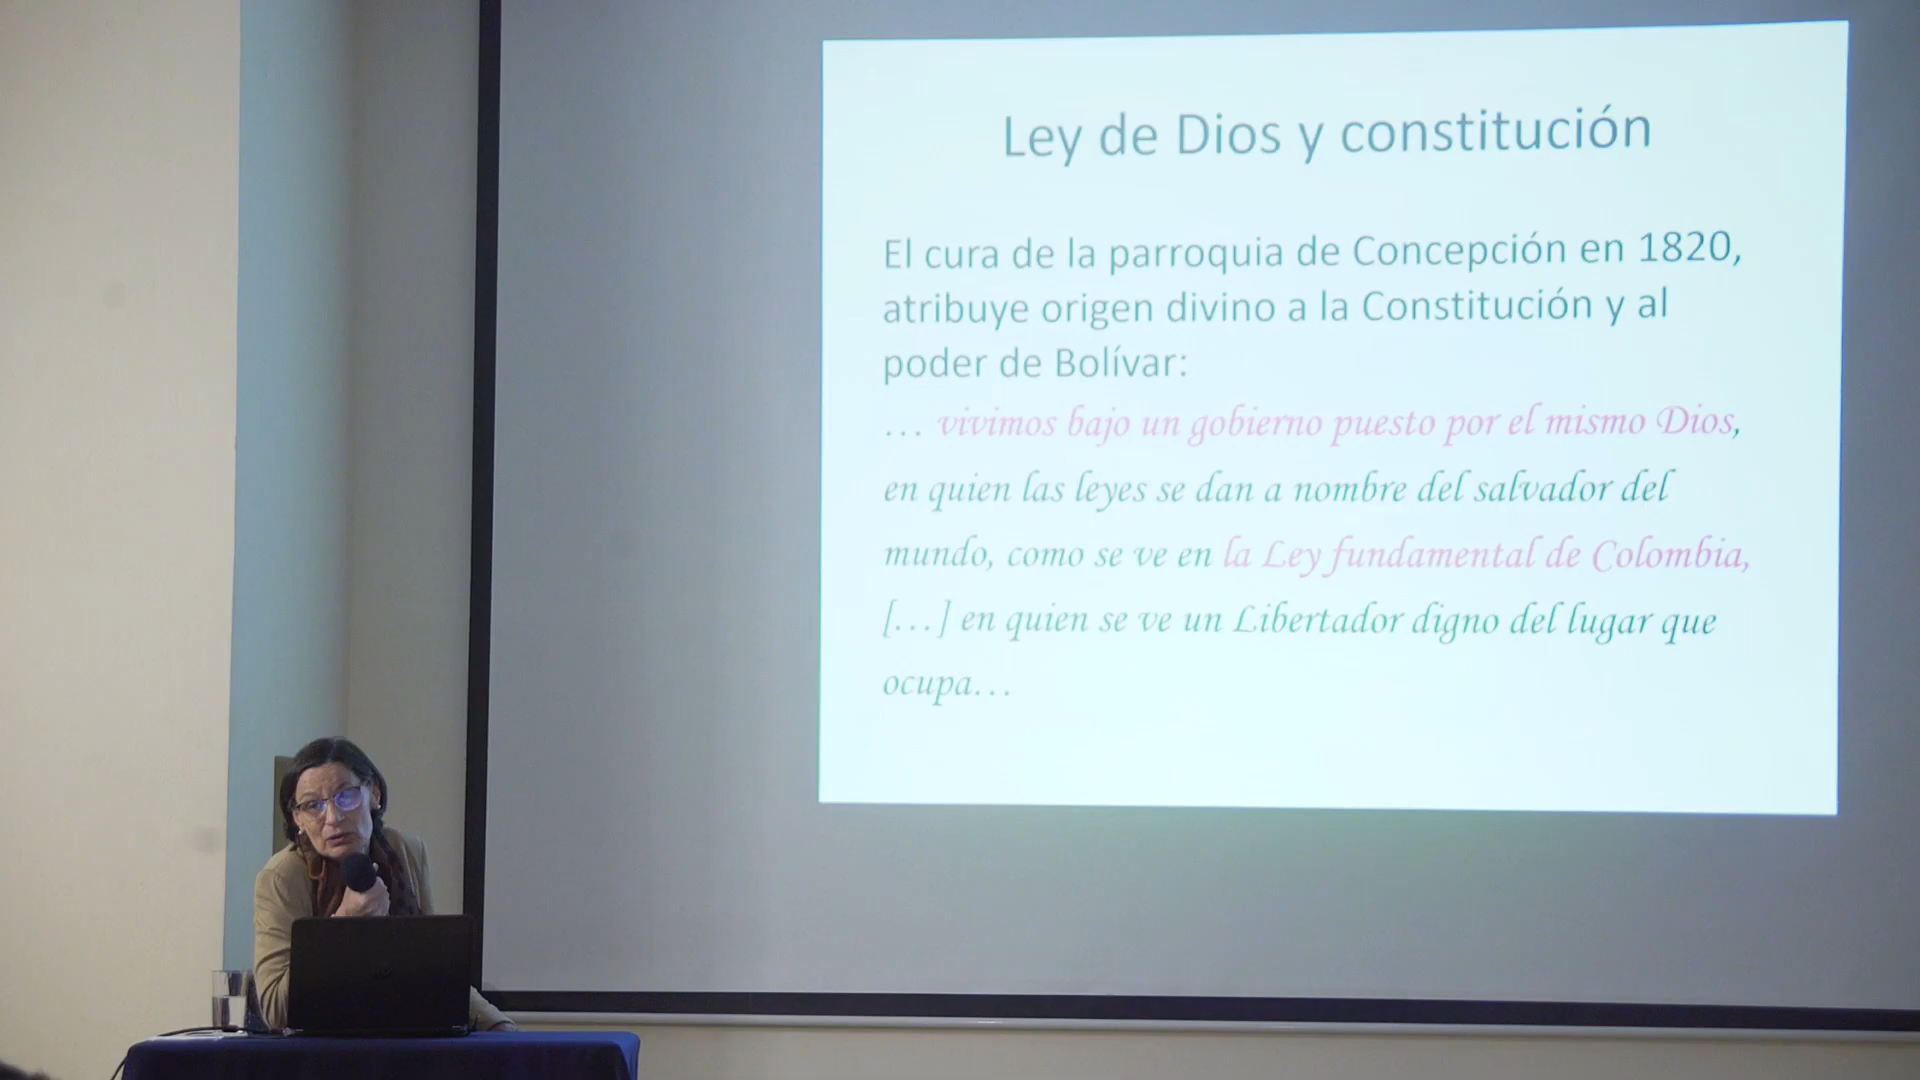 Ley de Dios y constitución
El cura de la parroquia de Concepción en 1820,
atribuye origen divino a la Constitución y al
poder de Bolívar:
… vivimos bajo un gobierno puesto por el mismo Dios,
en quien las leyes se dan a nombre del salvador del
mundo, como se ve en la Ley fundamental de Colombia,
[…] en quien se ve un Libertador digno del lugar que
ocupa…